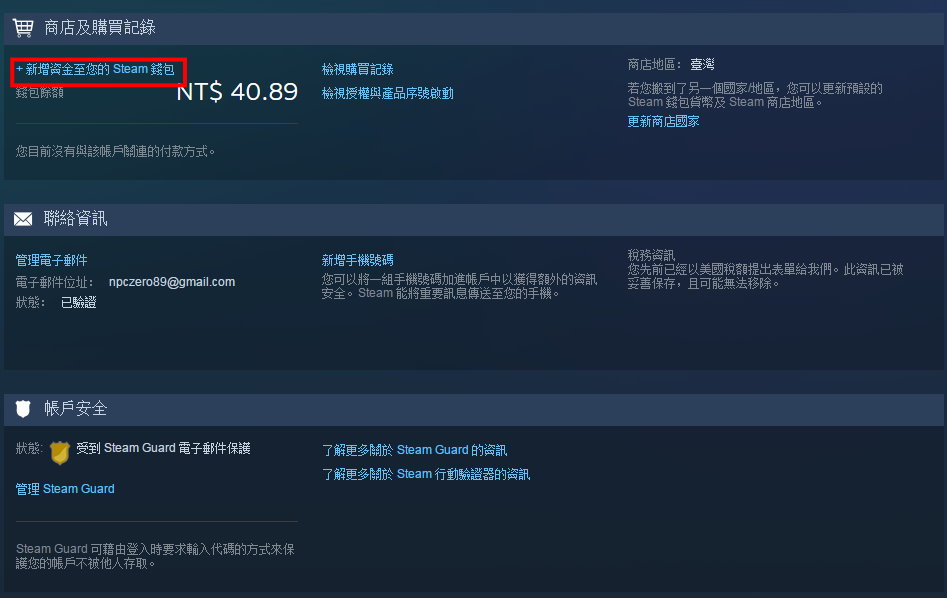 商店及購買記錄
+ 新增資金至您的 Steam 錢包
錢包餘額
NT$ 40.89
您目前沒有與該帳戶關連的付款方式。
檢視購買記錄
檢視授權與產品序號啟動
商店地區： 臺灣
若您搬到了另一個國家/地區，您可以更新預設的
Steam 錢包貨幣及 Steam 商店地區。
更新商店國家
聯絡資訊
管理電子郵件
電子郵件位址： npczero89@gmail.com
狀態： 已驗證
新增手機號碼
您可以將一組手機號碼加進帳戶中以獲得額外的資訊
安全。Steam 能將重要訊息傳送至您的手機。
稅務資訊
您先前已經以美國稅額提出表單給我們。此資訊已被
妥善保存，且可能無法移除。
帳戶安全
狀態: 受到 Steam Guard 電子郵件保護
管理 Steam Guard
Steam Guard 可藉由登入時要求輸入代碼的方式來保
護您的帳戶不被他人存取。
了解更多關於 Steam Guard 的資訊
了解更多關於 Steam 行動驗證器的資訊